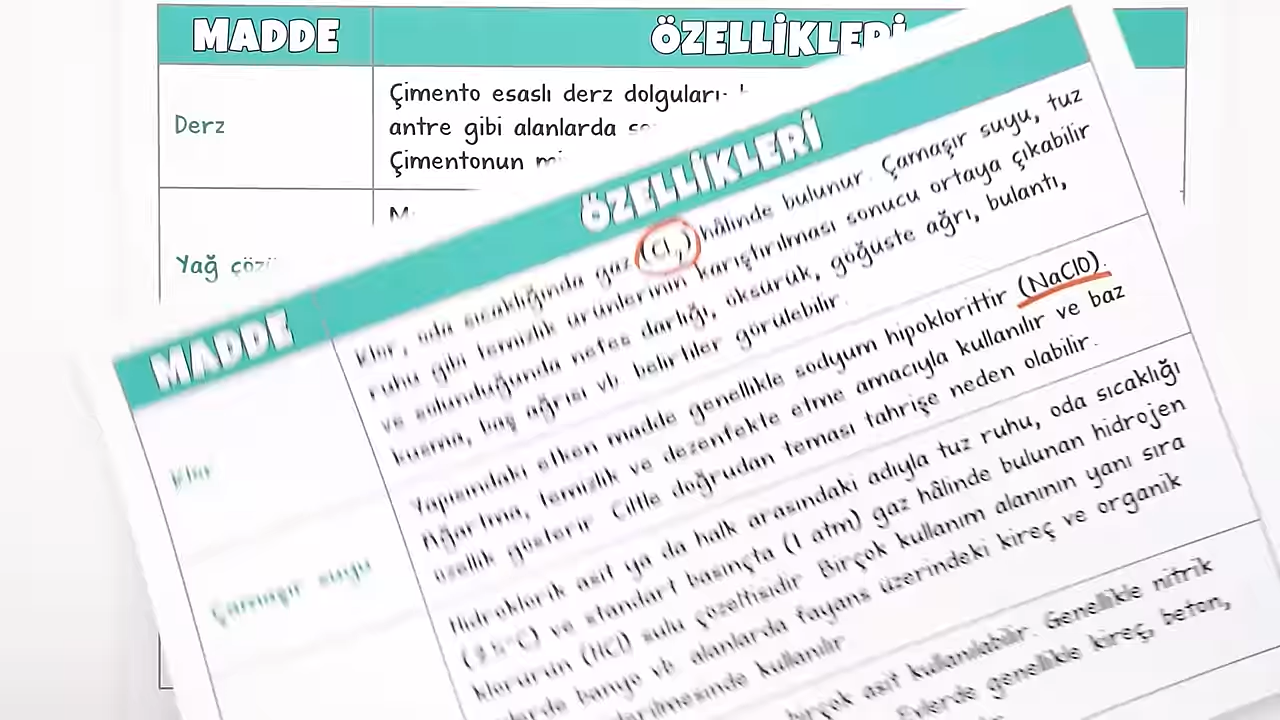 MADDE
ÖZELLİKLERİ
Derz
Çimento esaslı derz dolguları
antre gibi alanlarda
Çimentonun
Yağ
MADDE
ÖZELLİKLERİ
Klor
Klor, oda sıcaklığında gaz (Cl₂) hâlinde bulunur. Çamaşır suyu, tuz
ruhu gibi temizlik ürünlerinin karıştırılması sonucu ortaya çıkabilir
ve solunduğunda nefes darlığı, öksürük, göğüste ağrı, bulantı,
kusma, baş ağrısı vb. belirtiler görülebilir.
Çamaşır suyu
Yapısındaki etken madde genellikle sodyum hipoklorittir (NaClO).
Ağartma, temizlik ve dezenfekte etme amacıyla kullanılır ve baz
özellik gösterir. Ciltle doğrudan teması tahrişe neden olabilir.
Hidroklorik asit ya da halk arasındaki adıyla tuz ruhu, oda sıcaklığı
ve standart basınçta (1 atm) gaz hâlinde bulunan hidrojen
klorürün (HCl) sulu çözeltisidir. Birçok kullanım alanının yanı sıra
banyo vb. alanlarda fayans üzerindeki kireç ve organik
kullanılır.
birçok asit kullanılabilir. Genellikle nitrik
Evlerde genellikle kireç, beton,